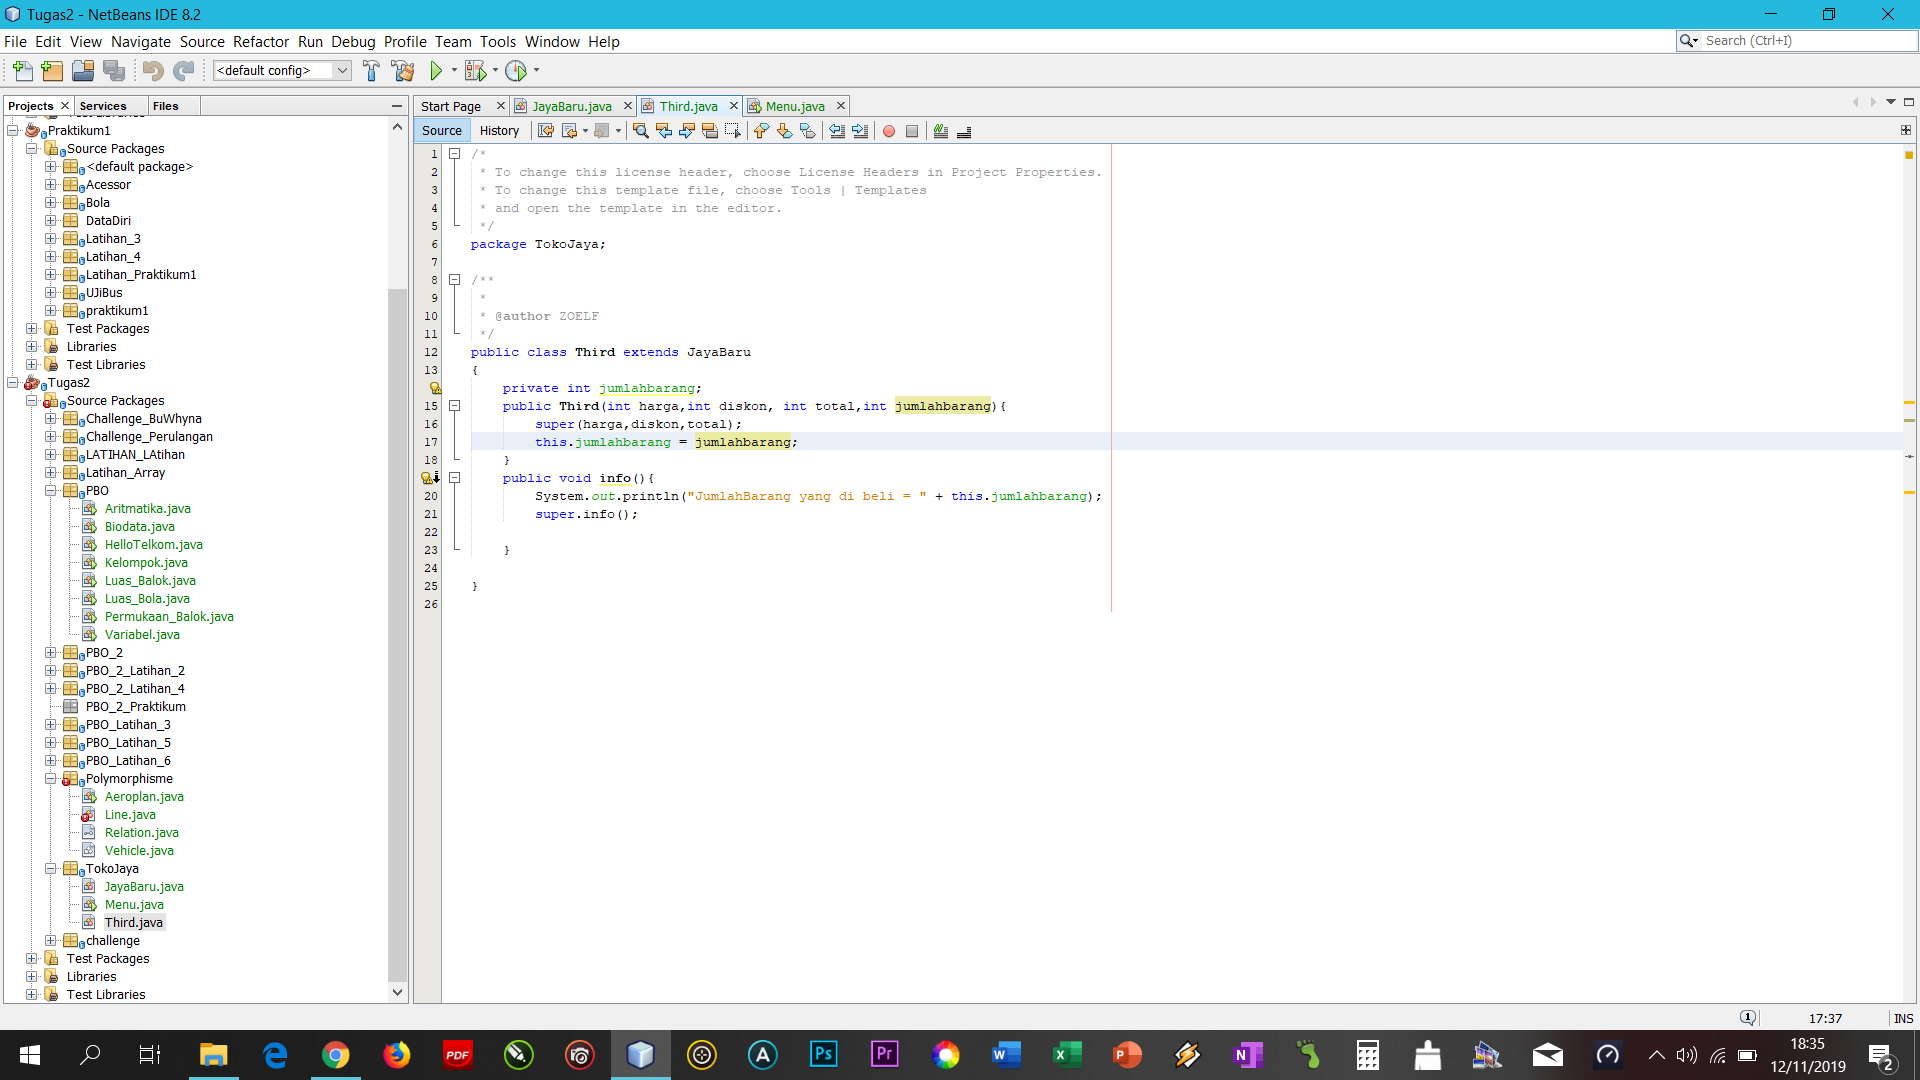 Tugas2 - NetBeans IDE 8.2
File Edit View Navigate Source Refactor Run Debug Profile Team Tools Window Help
Search (Ctrl+I)
<default config>
Projects Services Files
Start Page JayaBaru.java Third.java Menu.java
Source History
Praktikum1
Source Packages
<default package>
Acessor
Bola
DataDiri
Latihan_3
Latihan_4
Latihan_Praktikum1
UJiBus
praktikum1
Test Packages
Libraries
Test Libraries
Tugas2
Source Packages
Challenge_BuWhyna
Challenge_Perulangan
LATIHAN_LAtihan
Latihan_Array
PBO
Aritmatika.java
Biodata.java
HelloTelkom.java
Kelompok.java
Luas_Balok.java
Luas_Bola.java
Permukaan_Balok.java
Variabel.java
PBO_2
PBO_2_Latihan_2
PBO_2_Latihan_4
PBO_2_Praktikum
PBO_Latihan_3
PBO_Latihan_5
PBO_Latihan_6
Polymorphisme
Aeroplan.java
Line.java
Relation.java
Vehicle.java
TokoJaya
JayaBaru.java
Menu.java
Third.java
challenge
Test Packages
Libraries
Test Libraries
1 /*
2 * To change this license header, choose License Headers in Project Properties.
3 * To change this template file, choose Tools | Templates
4 * and open the template in the editor.
5 */
6 package TokoJaya;
7
8 /**
9 *
10 * @author ZOELF
11 */
12 public class Third extends JayaBaru
13 {
private int jumlahbarang;
15 public Third(int harga,int diskon, int total,int jumlahbarang){
16 super(harga,diskon,total);
17 this.jumlahbarang = jumlahbarang;
18 }
public void info(){
20 System.out.println("JumlahBarang yang di beli = " + this.jumlahbarang);
21 super.info();
22
23 }
24
25 }
26
1 17:37 INS
PDF Ps Pr
18:35
12/11/2019
2